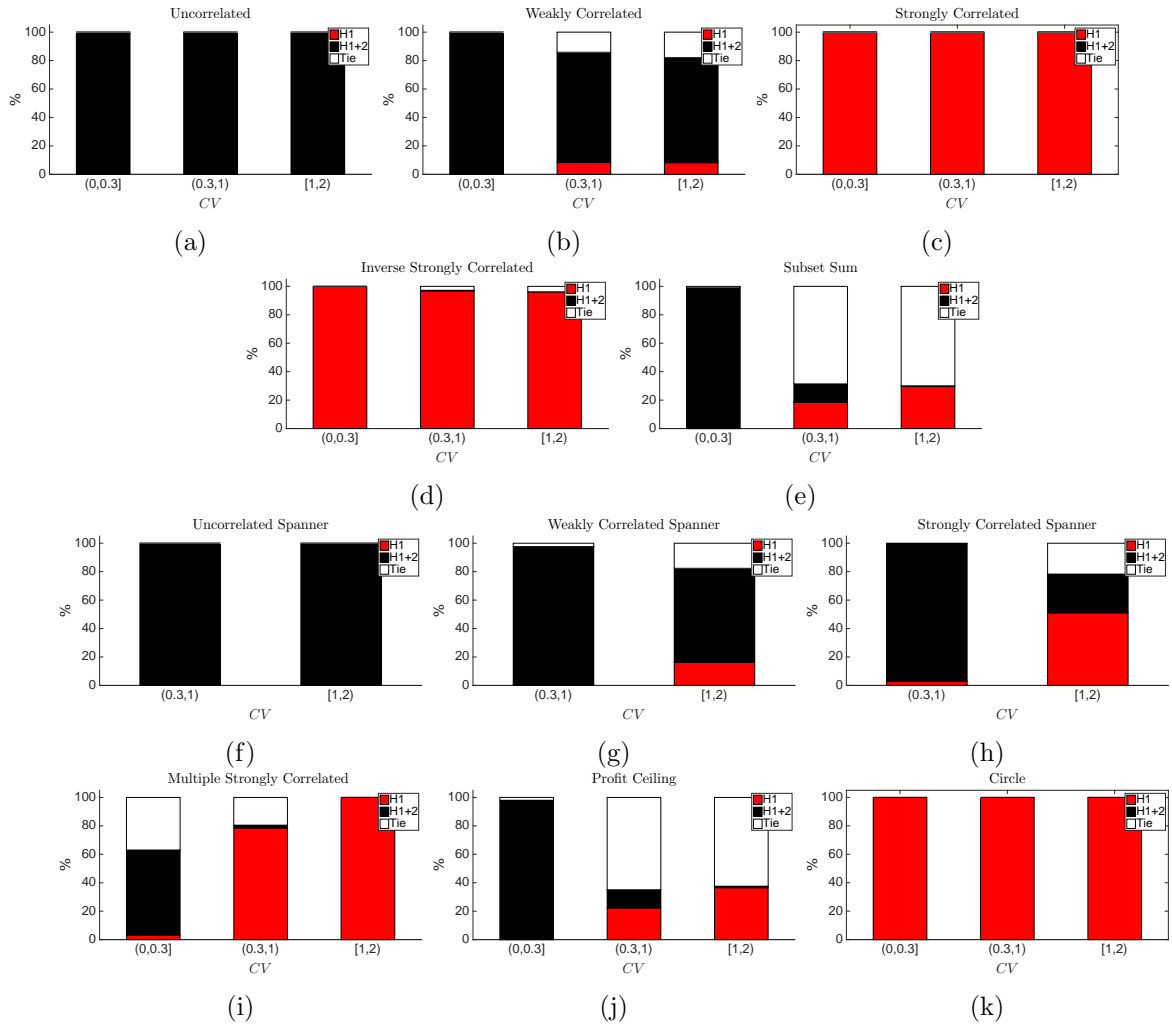 Uncorrelated
100
80
60
40
20
0
%
H1
H1+2
Tie
(0,0.3]
(0.3,1)
[1,2)
CV
(a)
Weakly Correlated
100
80
60
40
20
0
%
H1
H1+2
Tie
(0,0.3]
(0.3,1)
[1,2)
CV
(b)
Strongly Correlated
100
80
60
40
20
0
%
H1
H1+2
Tie
(0,0.3]
(0.3,1)
[1,2)
CV
(c)
Inverse Strongly Correlated
100
80
60
40
20
0
%
H1
H1+2
Tie
(0,0.3]
(0.3,1)
[1,2)
CV
(d)
Subset Sum
100
80
60
40
20
0
%
H1
H1+2
Tie
(0,0.3]
(0.3,1)
[1,2)
CV
(e)
Uncorrelated Spanner
100
80
60
40
20
0
%
H1
H1+2
Tie
(0.3,1)
[1,2)
CV
(f)
Weakly Correlated Spanner
100
80
60
40
20
0
%
H1
H1+2
Tie
(0.3,1)
[1,2)
CV
(g)
Strongly Correlated Spanner
100
80
60
40
20
0
%
H1
H1+2
Tie
(0.3,1)
[1,2)
CV
(h)
Multiple Strongly Correlated
100
80
60
40
20
0
%
H1
H1+2
Tie
(0,0.3]
(0.3,1)
[1,2)
CV
(i)
Profit Ceiling
100
80
60
40
20
0
%
H1
H1+2
Tie
(0,0.3]
(0.3,1)
[1,2)
CV
(j)
Circle
100
80
60
40
20
0
%
H1
H1+2
Tie
(0,0.3]
(0.3,1)
[1,2)
CV
(k)